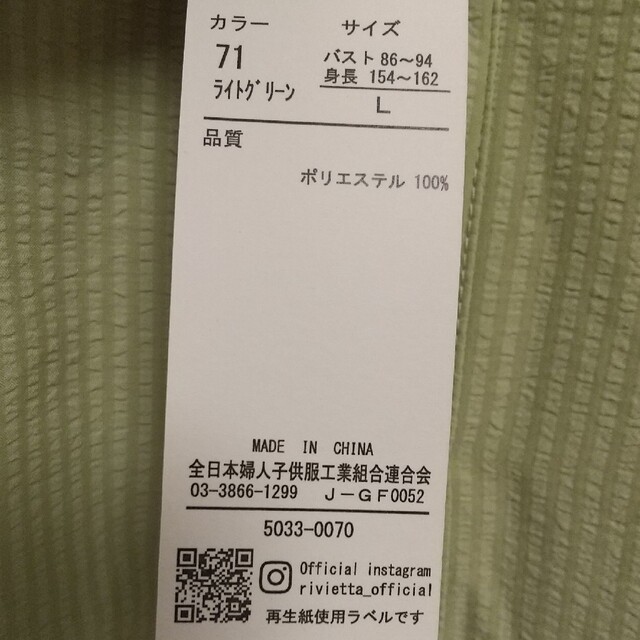 カラー サイズ
71 バスト 86～94
ﾗｲﾄｸﾞﾘｰﾝ 身長 154～162
L
品質
ポリエステル 100%
MADE IN CHINA
全日本婦人子供服工業組合連合会
03-3866-1299 J－GF0052
5033-0070
Official instagram
rivietta_official
再生紙使用ラベルです